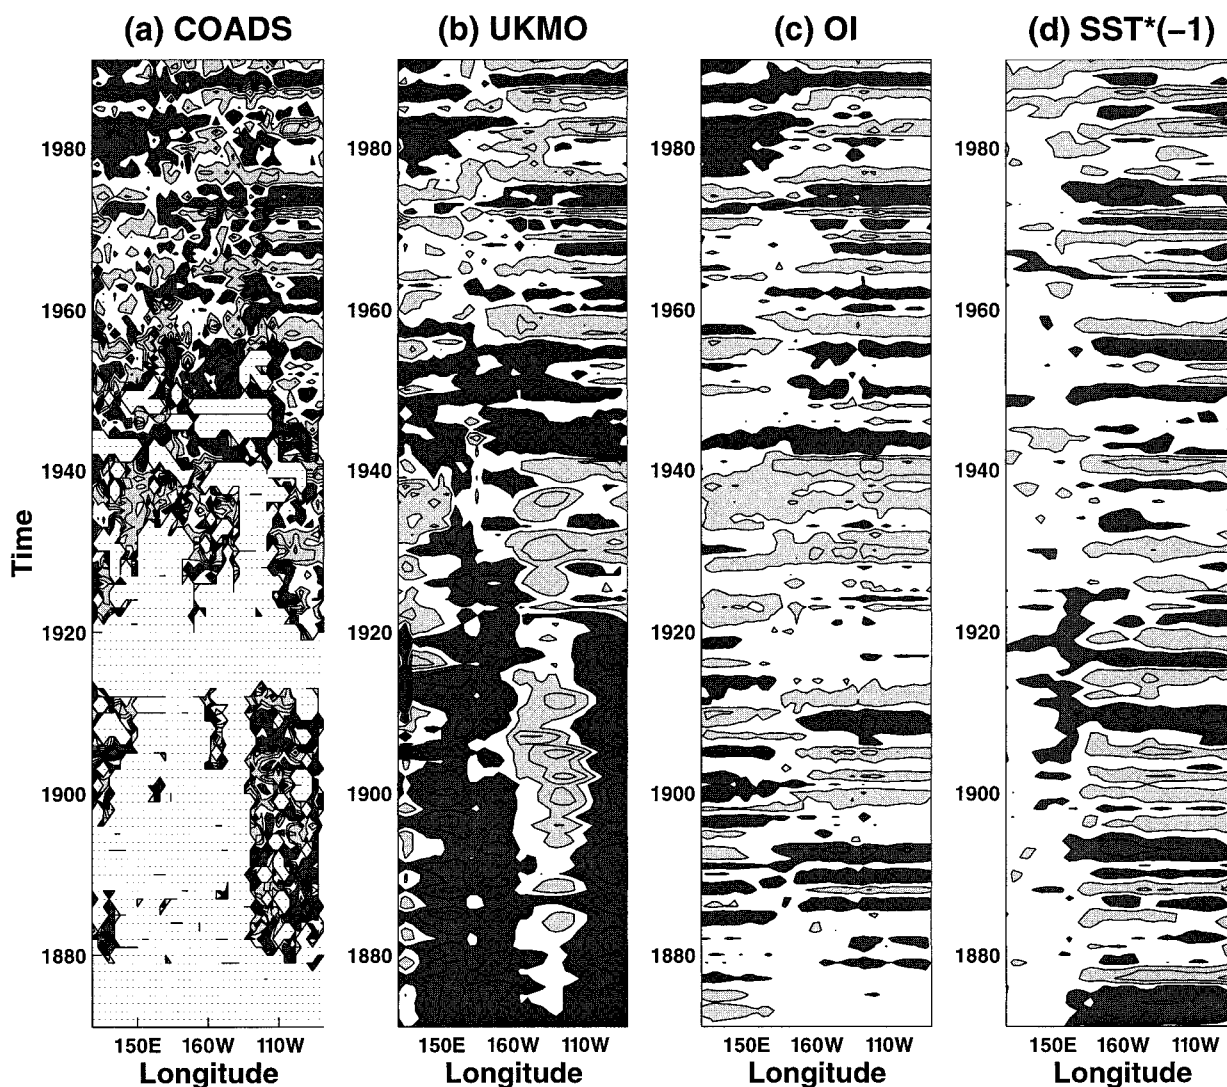 (a) COADS (b) UKMO (c) OI (d) SST*(−1)
1980 1980 1980 1980
1960 1960 1960 1960
1940 1940 1940 1940
Time
1920 1920 1920 1920
1900 1900 1900 1900
1880 1880 1880 1880
150E 160W 110W 150E 160W 110W 150E 160W 110W 150E 160W 110W
Longitude Longitude Longitude Longitude